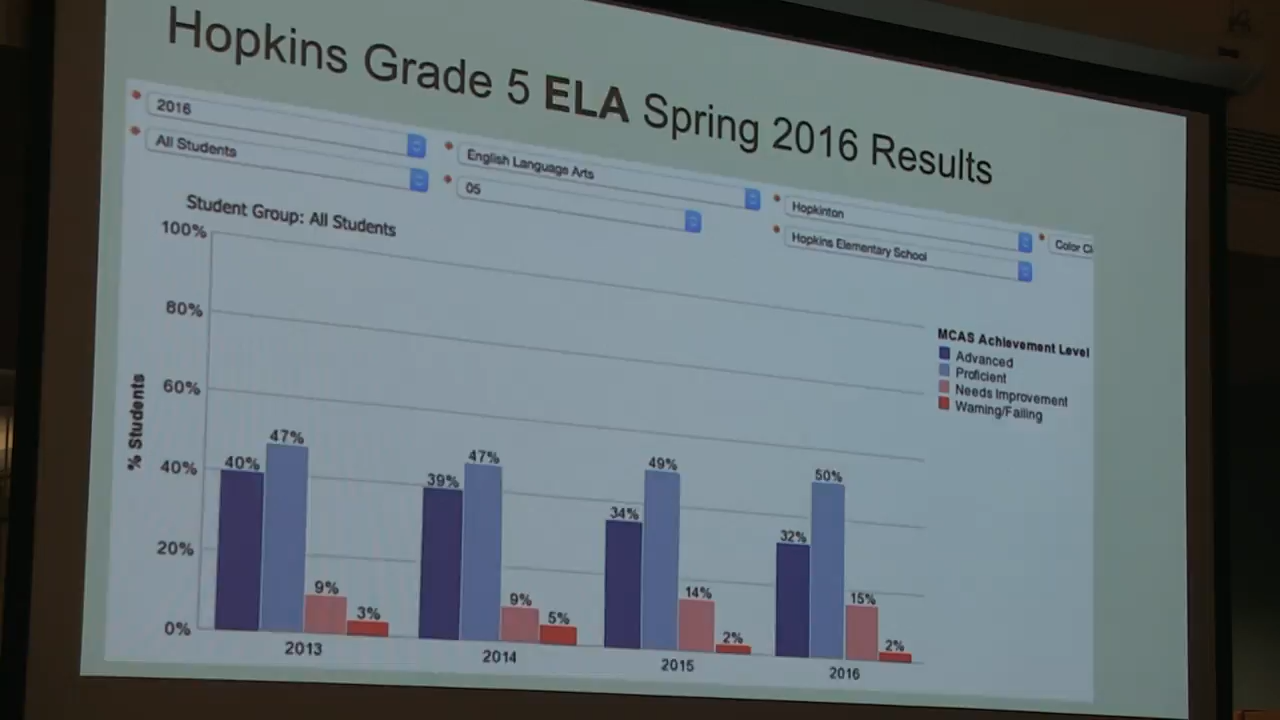 Hopkins Grade 5 ELA Spring 2016 Results
2016
English Language Arts
Hopkinton
Color
All Students
05
Hopkins Elementary School
Student Group: All Students
100%
80%
60%
40%
20%
0%
% Students
40% 47% 9% 3%
39% 47% 9% 5%
34% 49% 14% 2%
32% 50% 15% 2%
2013 2014 2015 2016
MCAS Achievement Level
Advanced
Proficient
Needs Improvement
Warning/Failing